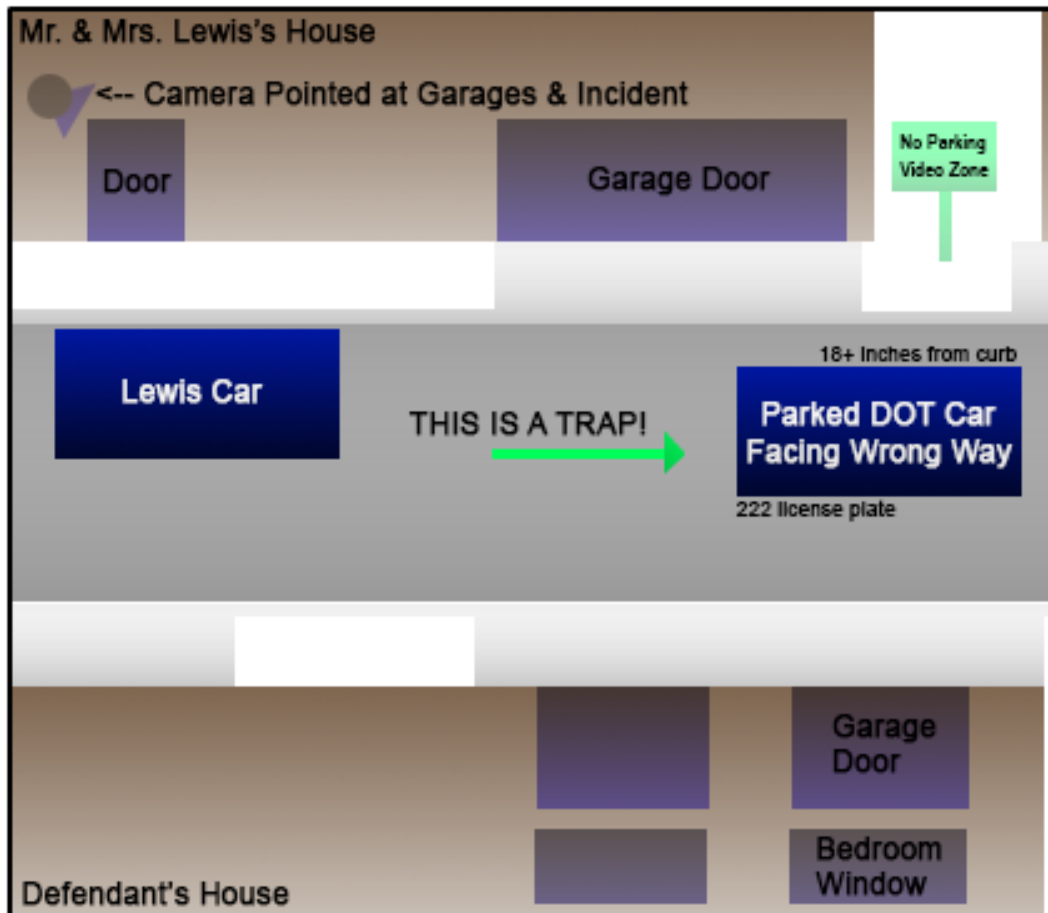 Mr. & Mrs. Lewis's House
<-- Camera Pointed at Garages & Incident
Door
Garage Door
No Parking
Video Zone
Lewis Car
THIS IS A TRAP!
18+ inches from curb
Parked DOT Car
Facing Wrong Way
222 license plate
Garage
Door
Bedroom
Window
Defendant's House